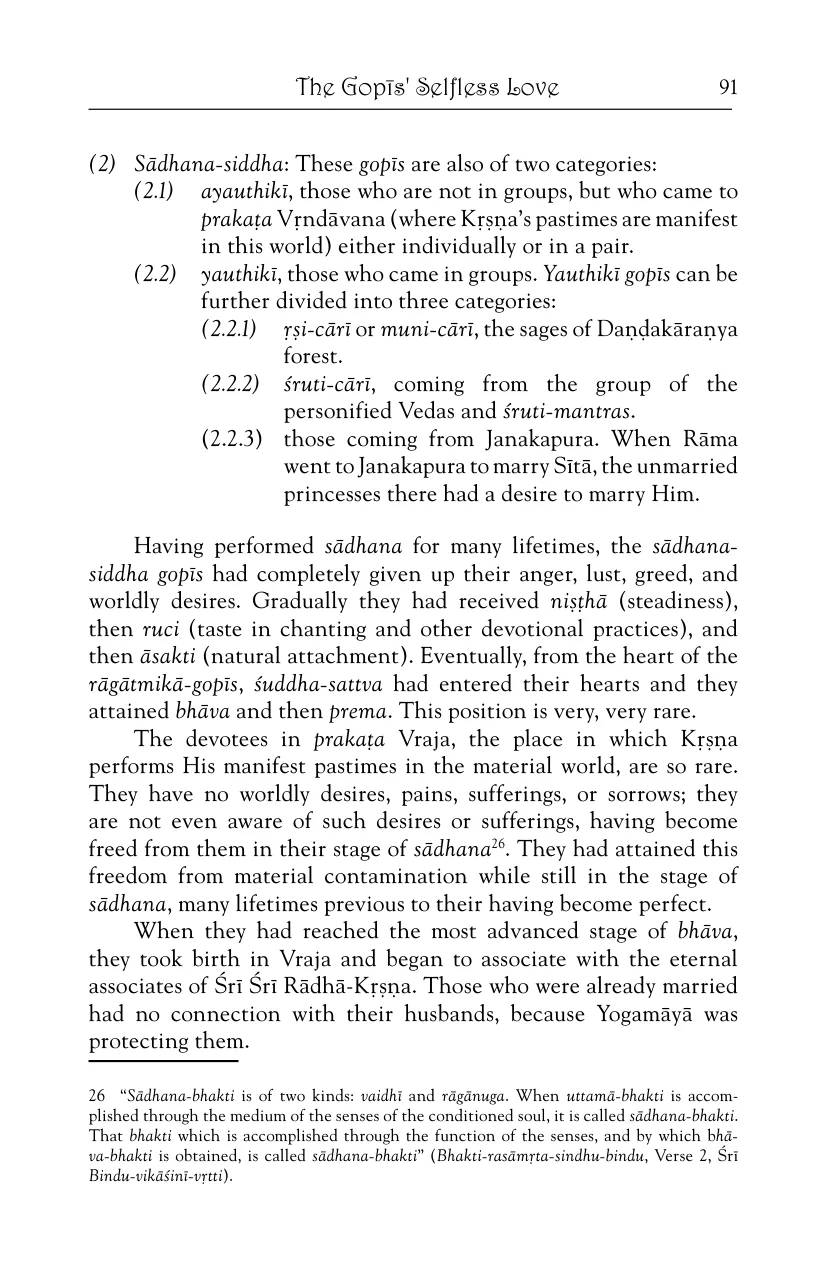 The Gopīs' Selfless Love 91
(2) Sādhana-siddha: These gopīs are also of two categories:
(2.1) ayauthikī, those who are not in groups, but who came to
prakaṭa Vṛndāvana (where Kṛṣṇa's pastimes are manifest
in this world) either individually or in a pair.
(2.2) yauthikī, those who came in groups. Yauthikī gopīs can be
further divided into three categories:
(2.2.1) ṛṣi-cārī or muni-cārī, the sages of Daṇḍakāraṇya
forest.
(2.2.2) śruti-cārī, coming from the group of the
personified Vedas and śruti-mantras.
(2.2.3) those coming from Janakapura. When Rāma
went to Janakapura to marry Sītā, the unmarried
princesses there had a desire to marry Him.
Having performed sādhana for many lifetimes, the sādhana-
siddha gopīs had completely given up their anger, lust, greed, and
worldly desires. Gradually they had received niṣṭhā (steadiness),
then ruci (taste in chanting and other devotional practices), and
then āsakti (natural attachment). Eventually, from the heart of the
rāgātmikā-gopīs, śuddha-sattva had entered their hearts and they
attained bhāva and then prema. This position is very, very rare.
The devotees in prakaṭa Vraja, the place in which Kṛṣṇa
performs His manifest pastimes in the material world, are so rare.
They have no worldly desires, pains, sufferings, or sorrows; they
are not even aware of such desires or sufferings, having become
freed from them in their stage of sādhana26. They had attained this
freedom from material contamination while still in the stage of
sādhana, many lifetimes previous to their having become perfect.
When they had reached the most advanced stage of bhāva,
they took birth in Vraja and began to associate with the eternal
associates of Śrī Śrī Rādhā-Kṛṣṇa. Those who were already married
had no connection with their husbands, because Yogamāyā was
protecting them.
26 “Sādhana-bhakti is of two kinds: vaidhī and rāgānuga. When uttamā-bhakti is accom-
plished through the medium of the senses of the conditioned soul, it is called sādhana-bhakti.
That bhakti which is accomplished through the function of the senses, and by which bhā-
va-bhakti is obtained, is called sādhana-bhakti” (Bhakti-rasāmṛta-sindhu-bindu, Verse 2, Śrī
Bindu-vikāśinī-vṛtti).